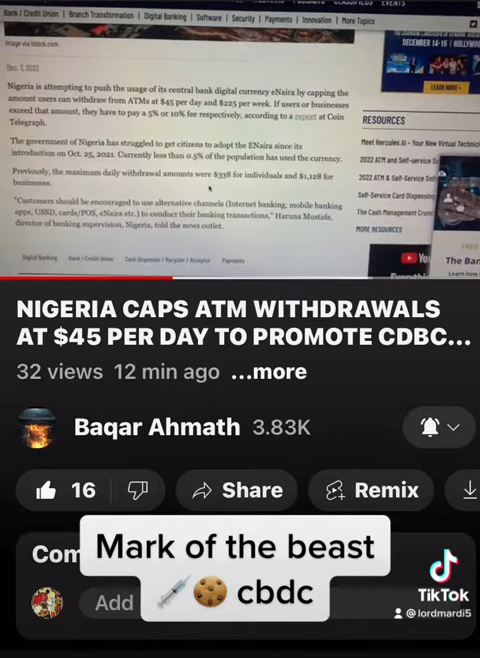 CLASSIFIEDS EVENTS
Bank / Credit Union | Branch Transformation | Digital Banking | Software | Security | Payments | Innovation | More Topics
Image via Istock.com
DECEMBER 14-16 | HOLLYWOO
LEARN MORE
Dec. 7, 2022
Nigeria is attempting to push the usage of its central bank digital currency eNaira by capping the
amount users can withdraw from ATMs at $45 per day and $225 per week. If users or businesses
exceed that amount, they have to pay a 5% or 10% fee respectively, according to a report at Coin
Telegraph.
The government of Nigeria has struggled to get citizens to adopt the ENaira since its
introduction on Oct. 25, 2021. Currently less than 0.5% of the population has used the currency.
Previously, the maximum daily withdrawal amounts were $338 for individuals and $1,128 for
businesses.
"Customers should be encouraged to use alternative channels (Internet banking, mobile banking
apps, USSD, cards/POS, eNaira etc.) to conduct their banking transactions," Haruna Mustafa,
director of banking supervision, Nigeria, told the news outlet.
Digital Banking Bank / Credit Union Cash Dispenser / Recycler / Acceptor Payments
RESOURCES
Meet Hercules AI - Your New Virtual Technici
2022 ATM and Self-service So
2022 ATM & Self-Service Soft
Self-Service Card Dispensing
The Cash Management Conu
MORE RESOURCES
You
Everythi
FREE
The Ban
Learn how
NIGERIA CAPS ATM WITHDRAWALS
AT $45 PER DAY TO PROMOTE CDBC...
32 views 12 min ago ...more
Baqar Ahmath 3.83K
16 Share Remix
Com
Mark of the beast
💉🍪 cbdc
Add
TikTok
@lordmardi5